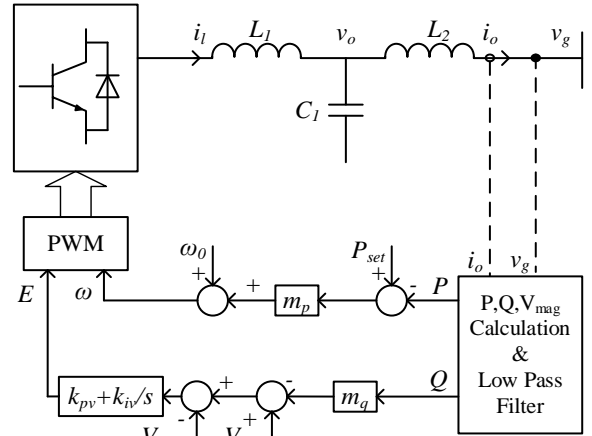 i_l L_1 v_o L_2 i_o v_g
C_1
PWM
ω_0 P_set
+ +
i_o v_g
E ω
+ m_p - P
P,Q,V_mag
Calculation
&
Low Pass
Filter
k_pv+k_iv/s + - m_q Q
- +
V V